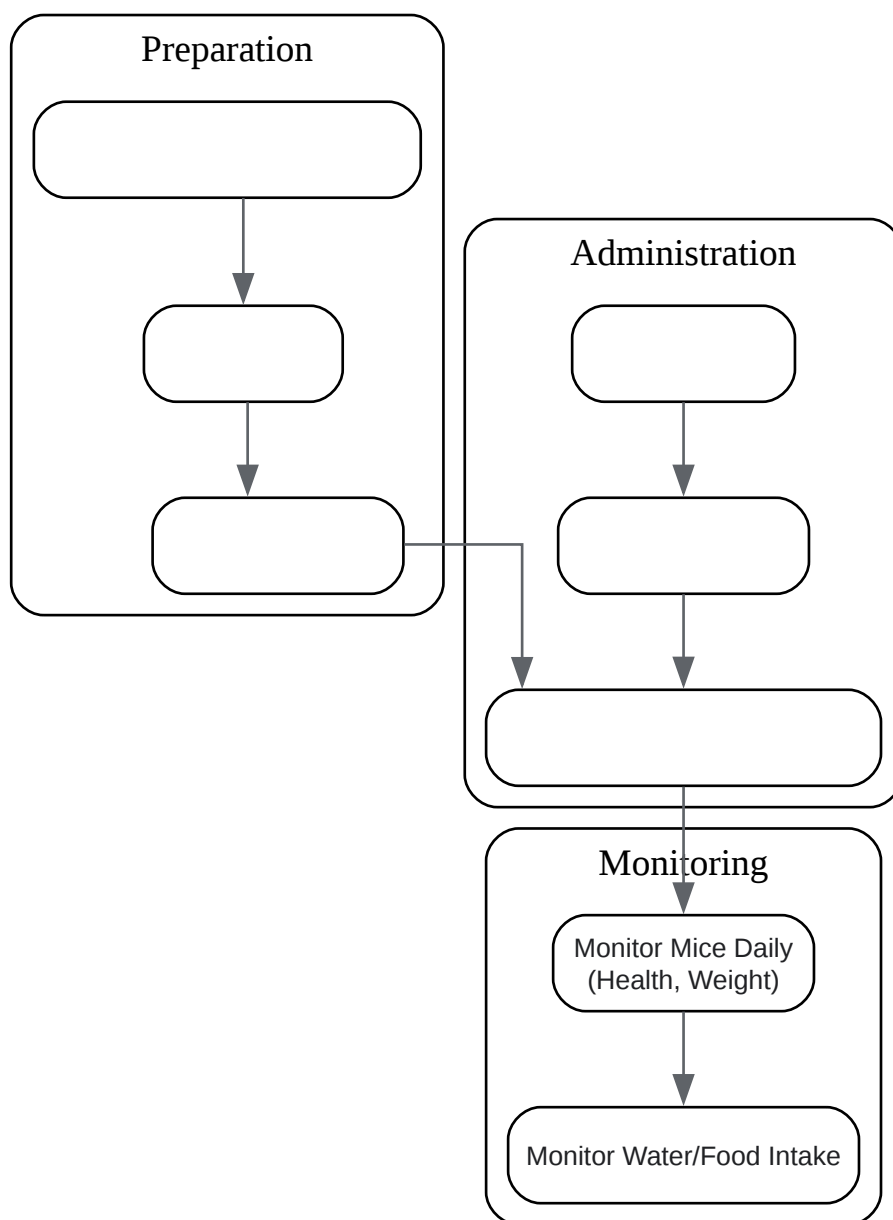 Preparation
Administration
Monitoring
Monitor Mice Daily
(Health, Weight)
Monitor Water/Food Intake